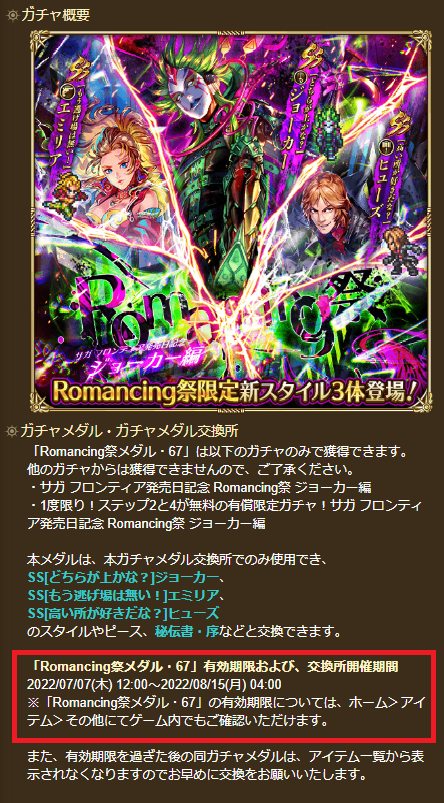 ガチャ概要
SS
[もう逃げ場は無い！]
エミリア
SS
[どちらが上かな？]
ジョーカー
SS
[高い所が好きだな？]
ヒューズ
Romancing祭
サガ フロンティア発売日記念
ジョーカー編
Romancing祭限定新スタイル3体登場！
ガチャメダル・ガチャメダル交換所
「Romancing祭メダル・67」は以下のガチャのみで獲得できます。
他のガチャからは獲得できませんので、ご了承ください。
・サガ フロンティア発売日記念 Romancing祭 ジョーカー編
・1度限り！ステップ2と4が無料の有償限定ガチャ！サガ フロンティ
ア発売日記念 Romancing祭 ジョーカー編
本メダルは、本ガチャメダル交換所でのみ使用でき、
SS[どちらが上かな？]ジョーカー、
SS[もう逃げ場は無い！]エミリア、
SS[高い所が好きだな？]ヒューズ
のスタイルやピース、秘伝書・序などと交換できます。
「Romancing祭メダル・67」有効期限および、交換所開催期間
2022/07/07(木) 12:00～2022/08/15(月) 04:00
※「Romancing祭メダル・67」の有効期限については、ホーム＞アイ
テム＞その他にてゲーム内でもご確認いただけます。
また、有効期限を過ぎた後の同ガチャメダルは、アイテム一覧から表
示されなくなりますのでお早めに交換をお願いいたします。